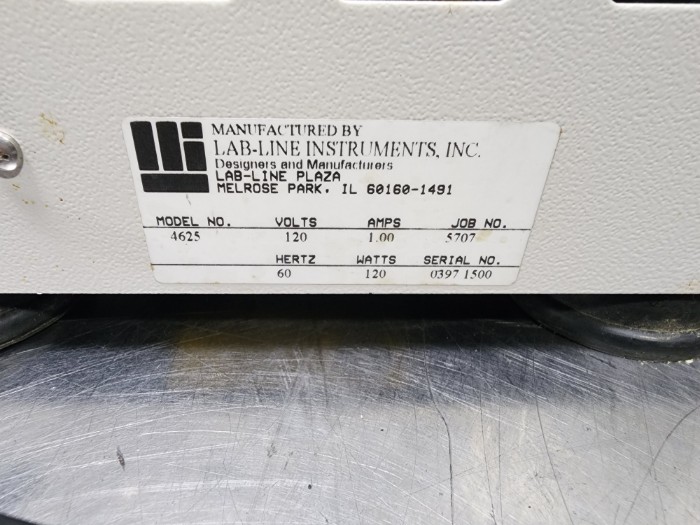 MANUFACTURED BY
LAB-LINE INSTRUMENTS, INC.
Designers and Manufacturers
LAB-LINE PLAZA
MELROSE PARK, IL 60160-1491
MODEL NO. VOLTS AMPS JOB NO.
4625 120 1.00 5707
HERTZ WATTS SERIAL NO.
60 120 0397 1500